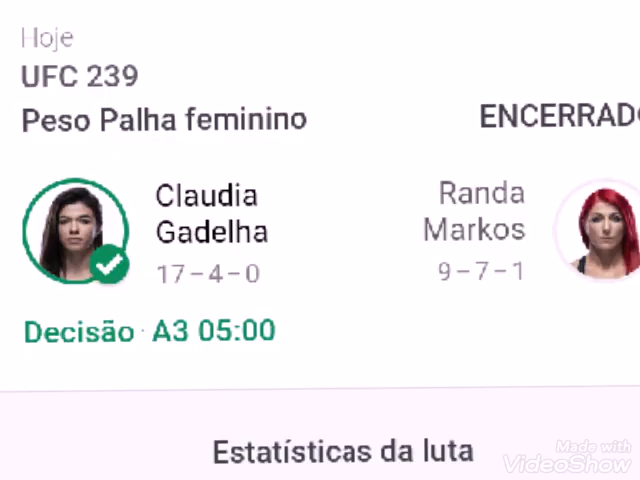 Hoje
UFC 239
Peso Palha feminino
ENCERRADO
Claudia
Gadelha
17-4-0
Randa
Markos
9-7-1
Decisão · A3 05:00
Estatísticas da luta
Made with
VideoShow